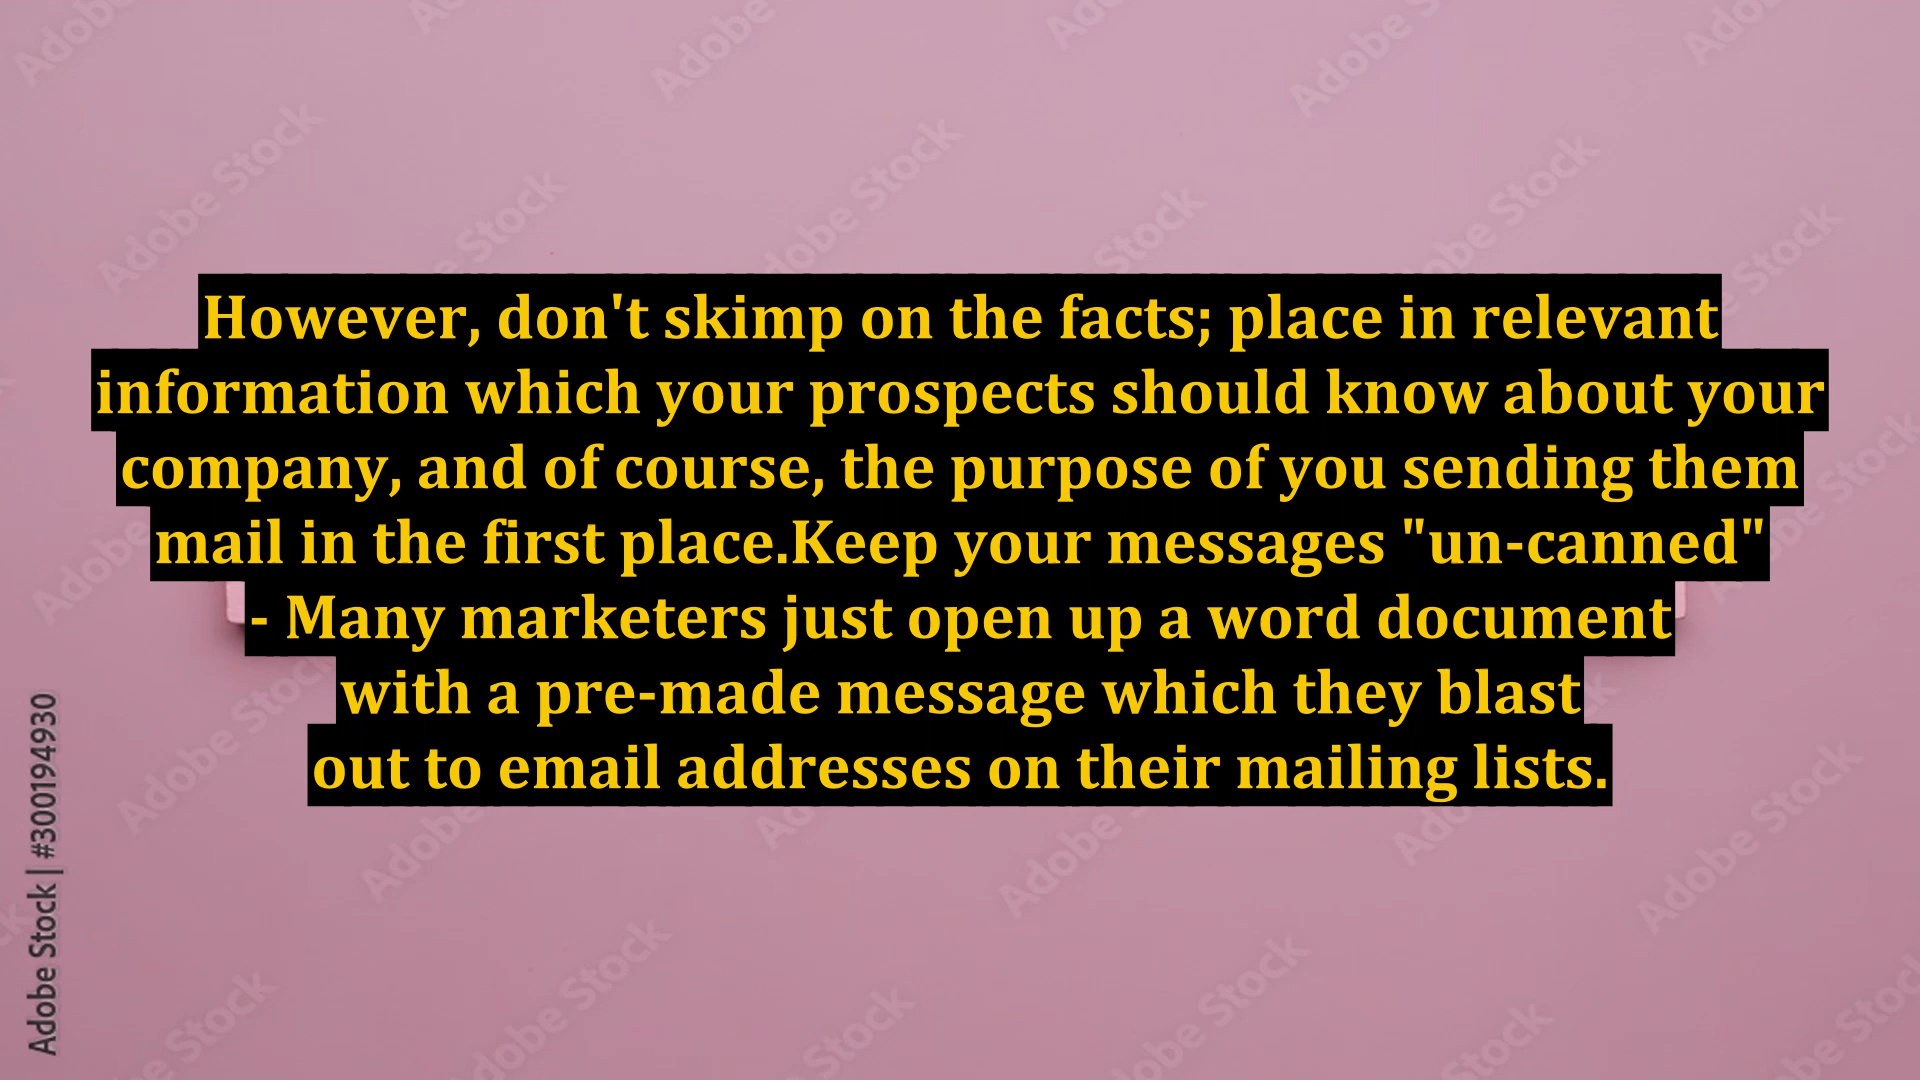 However, don't skimp on the facts; place in relevant
information which your prospects should know about your
company, and of course, the purpose of you sending them
mail in the first place.Keep your messages "un-canned"
- Many marketers just open up a word document
with a pre-made message which they blast
out to email addresses on their mailing lists.
Adobe Stock | #300194930